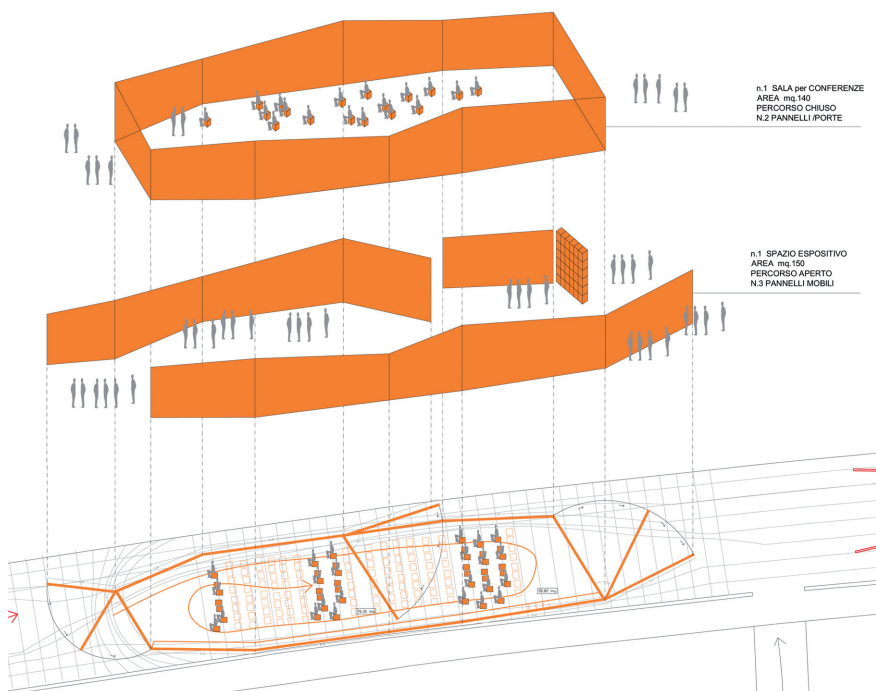 n.1 SALA per CONFERENZE
AREA mq.140
PERCORSO CHIUSO
N.2 PANNELLI /PORTE
n.1 SPAZIO ESPOSITIVO
AREA mq.150
PERCORSO APERTO
N.3 PANNELLI MOBILI